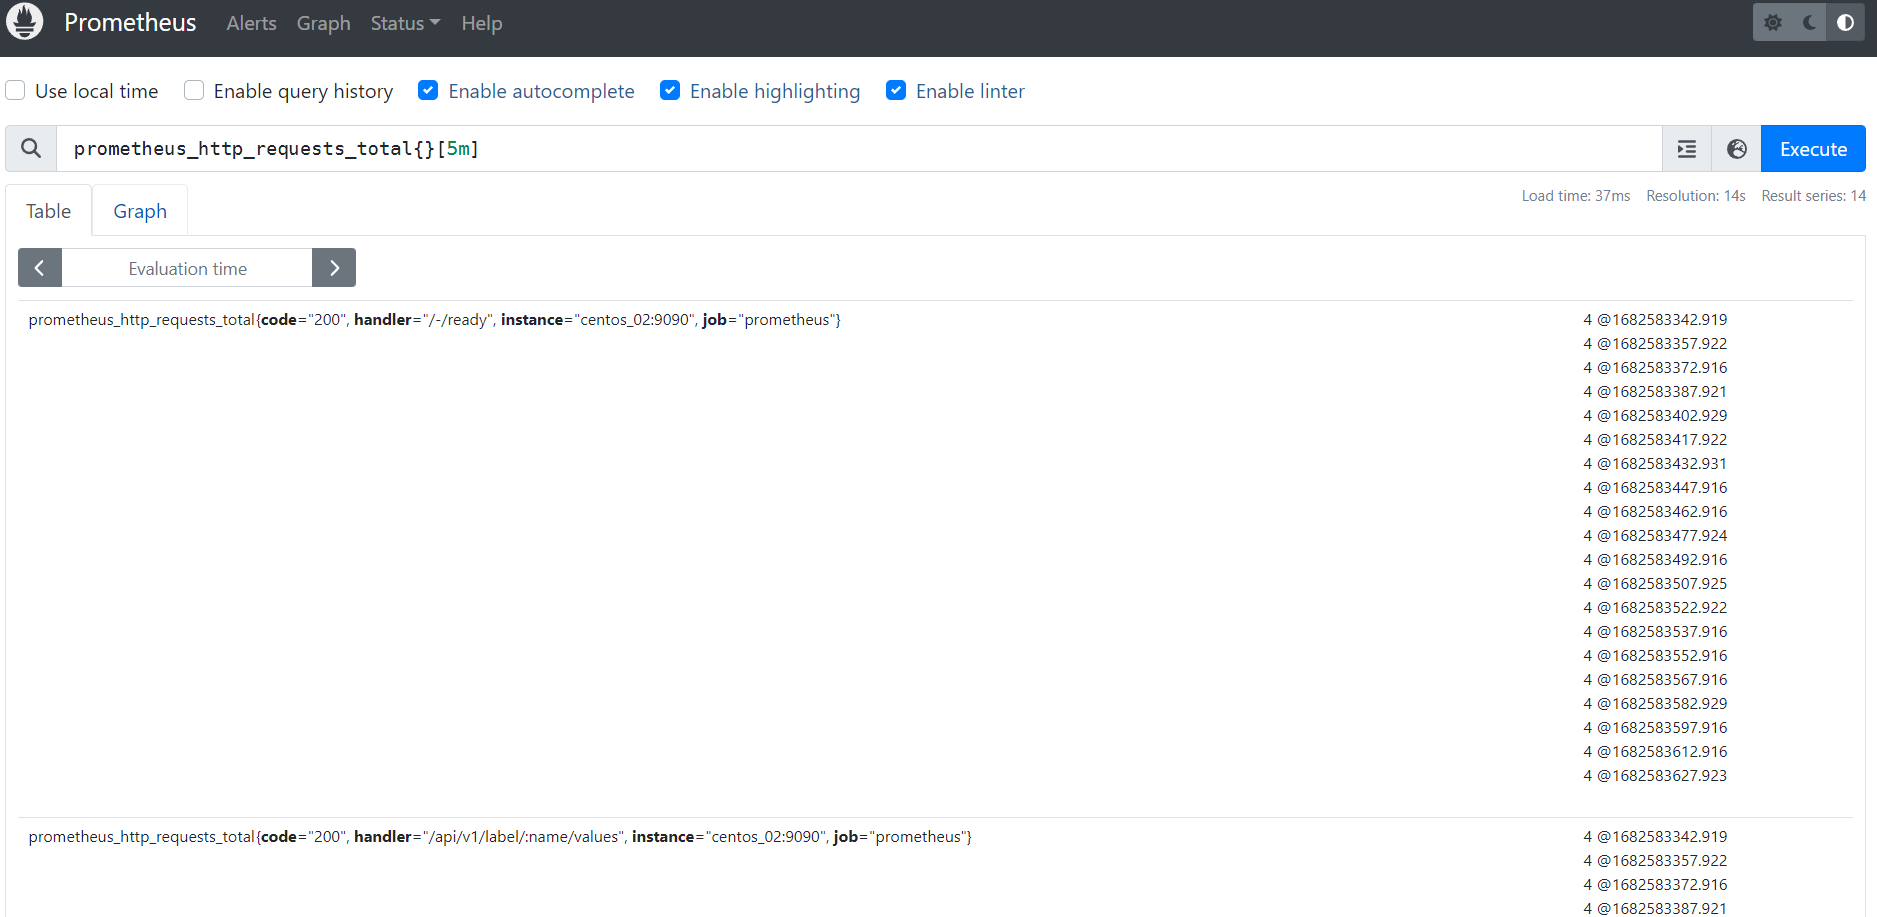 Prometheus Alerts Graph Status Help
Use local time Enable query history Enable autocomplete Enable highlighting Enable linter
prometheus_http_requests_total{}[5m] Execute
Load time: 37ms Resolution: 14s Result series: 14
Table Graph
Evaluation time
prometheus_http_requests_total{code="200", handler="/-/ready", instance="centos_02:9090", job="prometheus"} 4 @1682583342.919
4 @1682583357.922
4 @1682583372.916
4 @1682583387.921
4 @1682583402.929
4 @1682583417.922
4 @1682583432.931
4 @1682583447.916
4 @1682583462.916
4 @1682583477.924
4 @1682583492.916
4 @1682583507.925
4 @1682583522.922
4 @1682583537.916
4 @1682583552.916
4 @1682583567.916
4 @1682583582.929
4 @1682583597.916
4 @1682583612.916
4 @1682583627.923
prometheus_http_requests_total{code="200", handler="/api/v1/label/:name/values", instance="centos_02:9090", job="prometheus"} 4 @1682583342.919
4 @1682583357.922
4 @1682583372.916
4 @1682583387.921